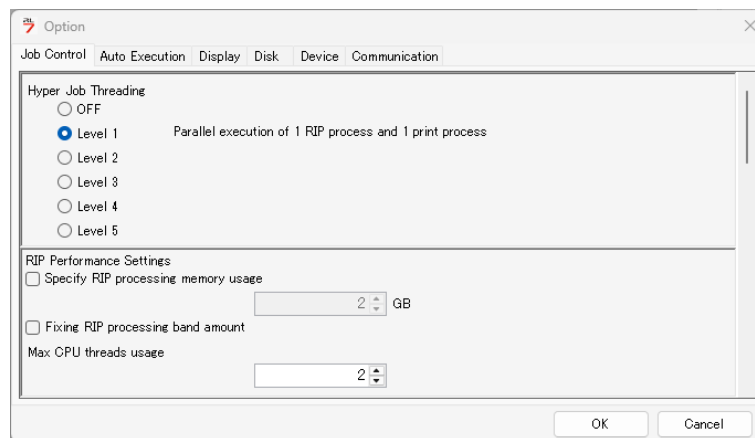 Option
Job Control Auto Execution Display Disk Device Communication
Hyper Job Threading
OFF
Level 1 Parallel execution of 1 RIP process and 1 print process
Level 2
Level 3
Level 4
Level 5
RIP Performance Settings
Specify RIP processing memory usage
2 GB
Fixing RIP processing band amount
Max CPU threads usage
2
OK Cancel